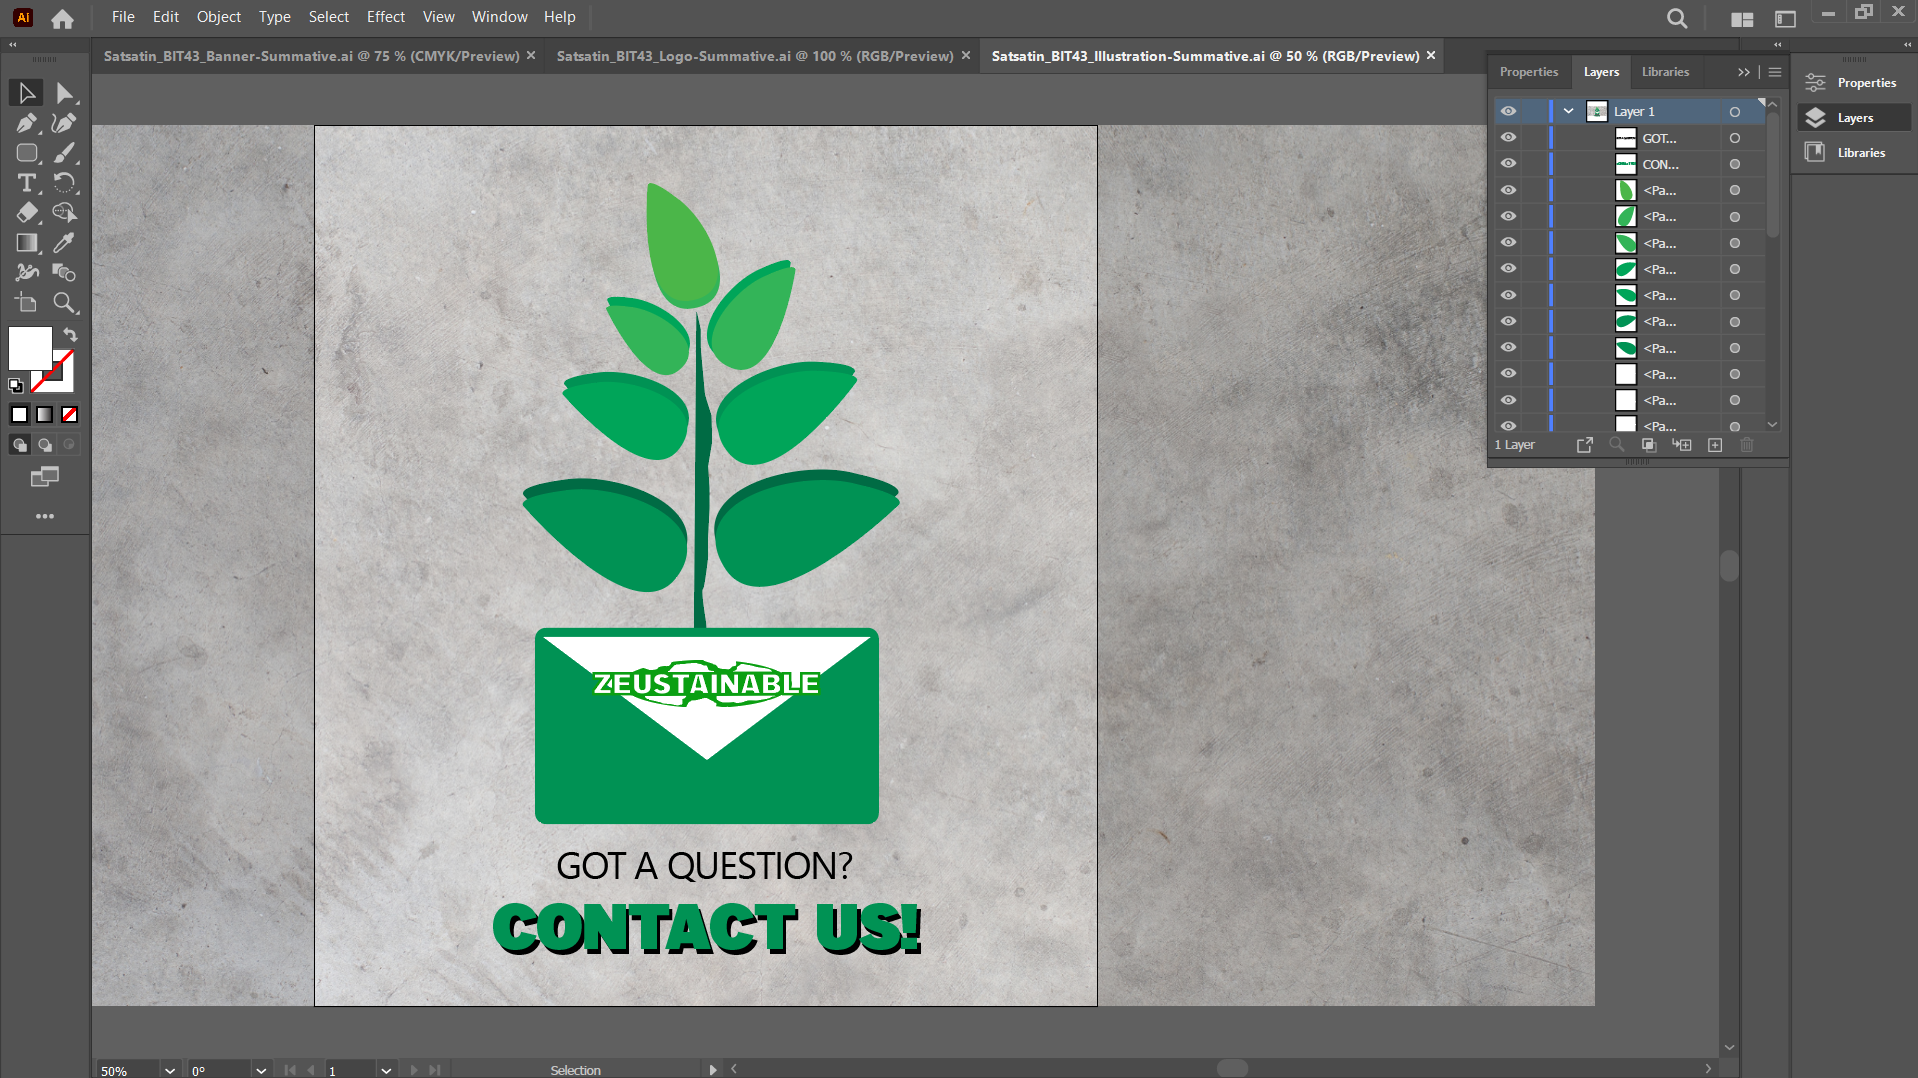 Ai File Edit Object Type Select Effect View Window Help
Satsatin_BIT43_Banner-Summative.ai @ 75 % (CMYK/Preview) Satsatin_BIT43_Logo-Summative.ai @ 100 % (RGB/Preview) Satsatin_BIT43_Illustration-Summative.ai @ 50 % (RGB/Preview)
Properties Layers Libraries
Layer 1
GOT...
CON...
<Pa...
<Pa...
<Pa...
<Pa...
<Pa...
<Pa...
<Pa...
<Pa...
<Pa...
<Pa...
1 Layer
Properties
Layers
Libraries
ZEUSTAINABLE
GOT A QUESTION?
CONTACT US!
50% 0° 1 Selection